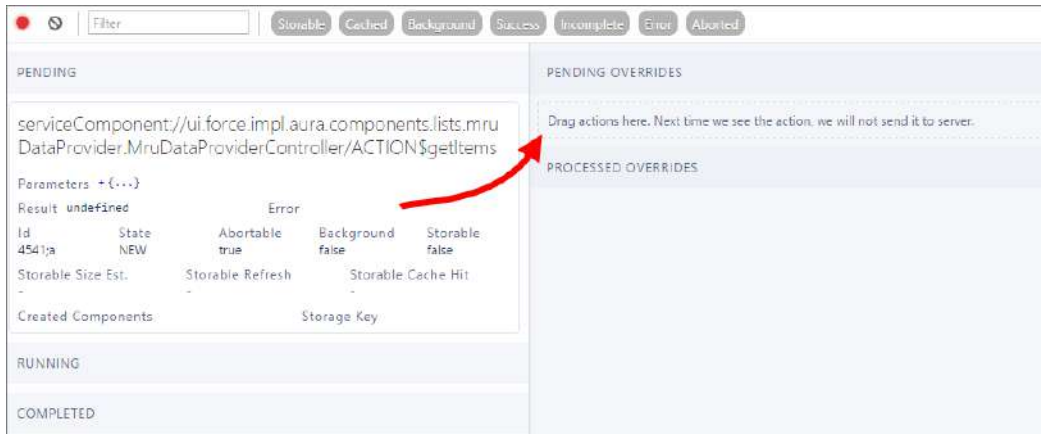 Filter Storable Cached Background Success Incomplete Error Aborted
PENDING
serviceComponent://ui.force.impl.aura.components.lists.mru
DataProvider.MruDataProviderController/ACTION$getItems
Parameters +{...}
Result undefined Error
Id State Abortable Background Storable
4541;a NEW true false false
Storable Size Est. Storable Refresh Storable Cache Hit
- - -
Created Components Storage Key
RUNNING
COMPLETED
PENDING OVERRIDES
Drag actions here. Next time we see the action, we will not send it to server.
PROCESSED OVERRIDES